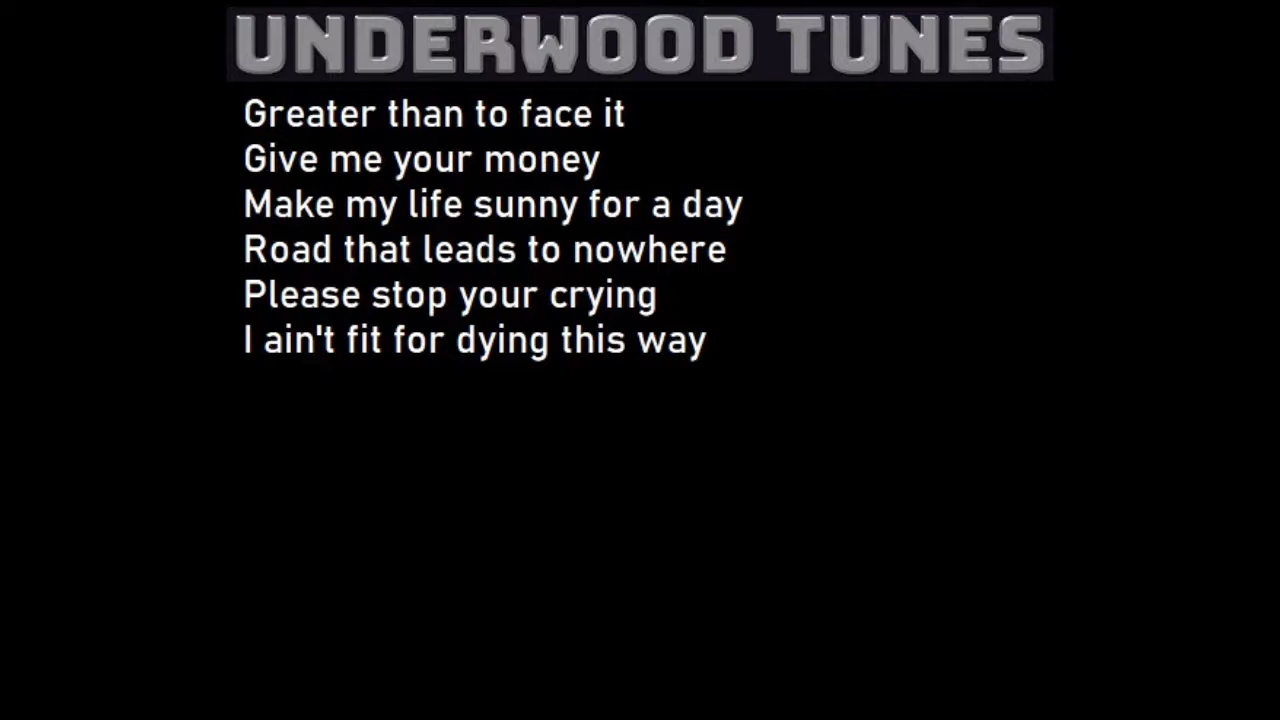 UNDERWOOD TUNES
Greater than to face it
Give me your money
Make my life sunny for a day
Road that leads to nowhere
Please stop your crying
I ain't fit for dying this way